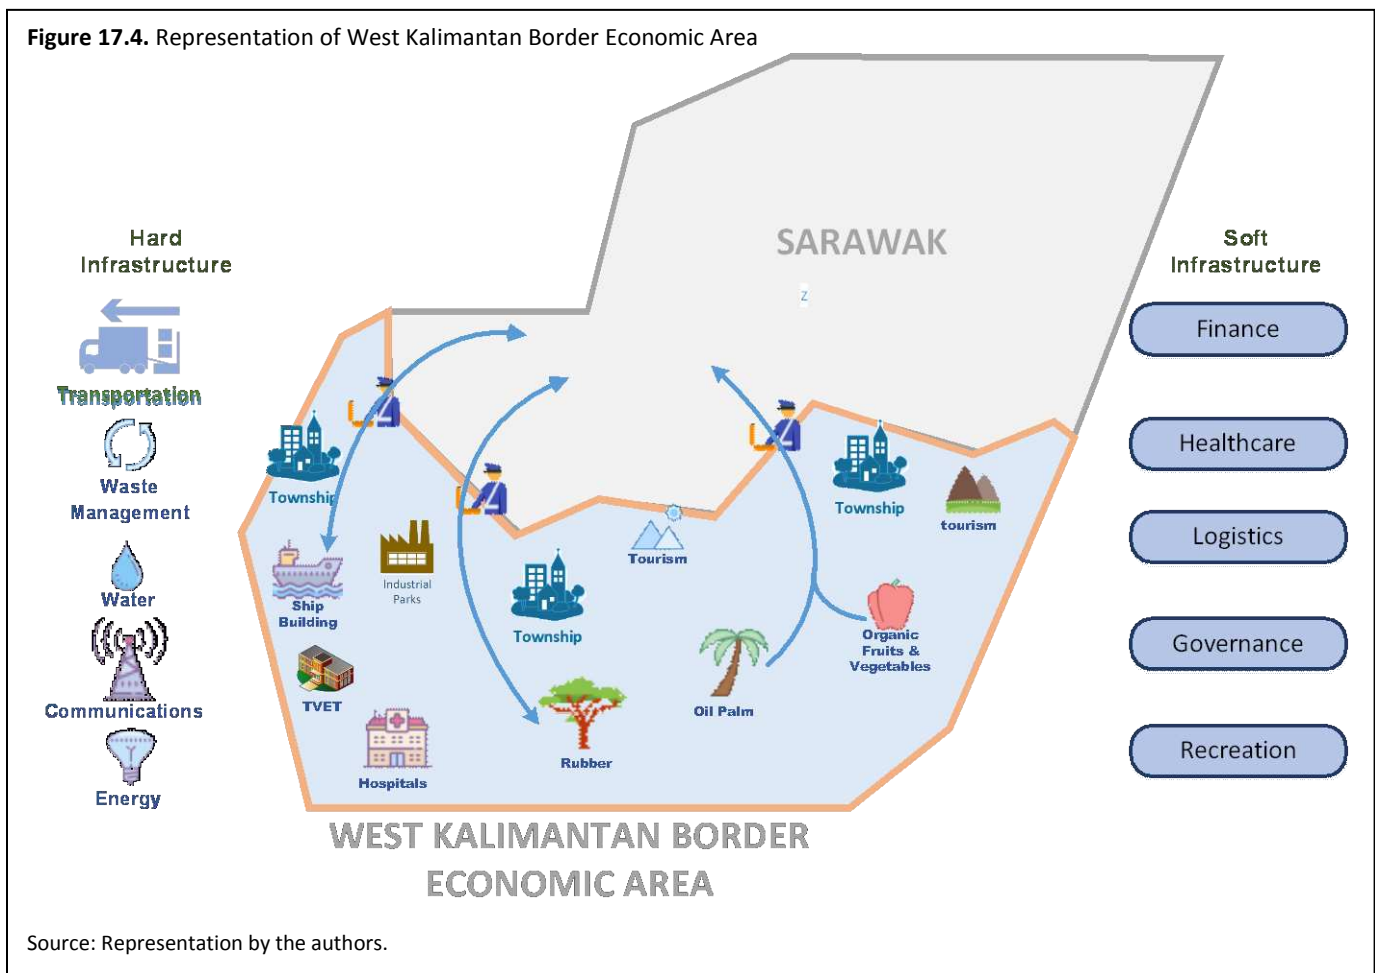 Figure 17.4. Representation of West Kalimantan Border Economic Area
SARAWAK
z
Hard
Infrastructure
Transportation
Waste
Management
Water
Communications
Energy
Soft
Infrastructure
Finance
Healthcare
Logistics
Governance
Recreation
Township
Ship
Building
Industrial
Parks
TVET
Hospitals
Township
Rubber
Tourism
Oil Palm
Township
tourism
Organic
Fruits &
Vegetables
WEST KALIMANTAN BORDER
ECONOMIC AREA
Source: Representation by the authors.